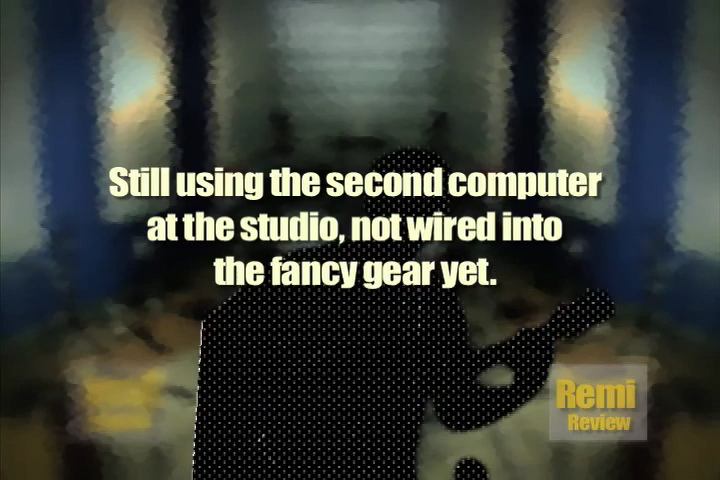 Still using the second computer
at the studio, not wired into
the fancy gear yet.
Remi
Review